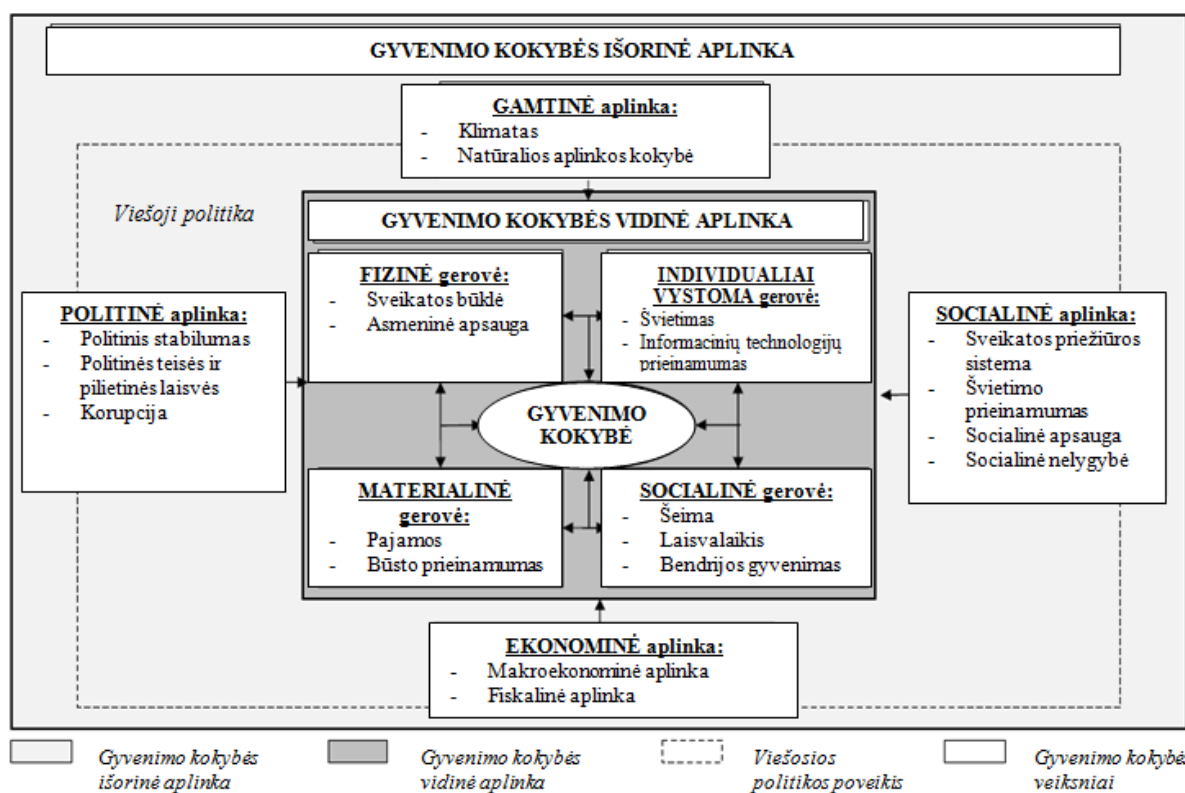 GYVENIMO KOKYBĖS IŠORINĖ APLINKA
GAMTINĖ aplinka:
- Klimatas
- Natūralios aplinkos kokybė
Viešoji politika
GYVENIMO KOKYBĖS VIDINĖ APLINKA
FIZINĖ gerovė:
- Sveikatos būklė
- Asmeninė apsauga
INDIVIDUALIAI
VYSTOMA gerovė:
- Švietimas
- Informacinių technologijų
prieinamumas
POLITINĖ aplinka:
- Politinis stabilumas
- Politinės teisės ir
pilietinės laisvės
- Korupcija
SOCIALINĖ aplinka:
- Sveikatos priežiūros
sistema
- Švietimo
prieinamumas
- Socialinė apsauga
- Socialinė nelygybė
GYVENIMO
KOKYBĖ
MATERIALINĖ
gerovė:
- Pajamos
- Būsto prieinamumas
SOCIALINĖ gerovė:
- Šeima
- Laisvalaikis
- Bendrijos gyvenimas
EKONOMINĖ aplinka:
- Makroekonominė aplinka
- Fiskalinė aplinka
Gyvenimo kokybės
išorinė aplinka
Gyvenimo kokybės
vidinė aplinka
Viešosios
politikos poveikis
Gyvenimo kokybės
veiksniai